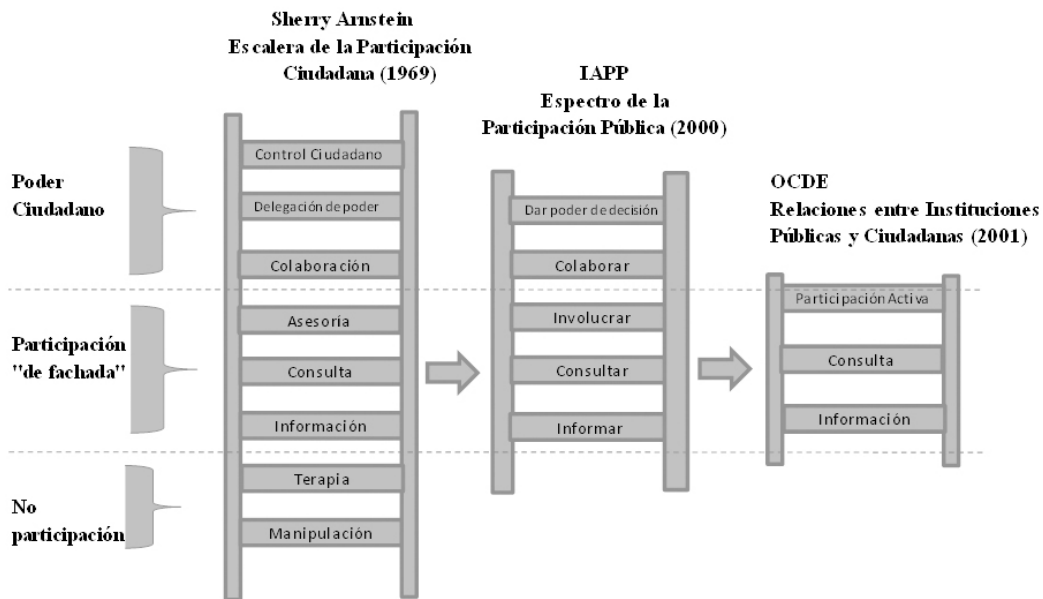 Sherry Arnstein
Escalera de la Participación
Ciudadana (1969)
IAPP
Espectro de la
Participación Pública (2000)
OCDE
Relaciones entre Instituciones
Públicas y Ciudadanas (2001)
Poder
Ciudadano
Participación
"de fachada"
No
participación
Control Ciudadano
Delegación de poder
Colaboración
Asesoría
Consulta
Información
Terapia
Manipulación
Dar poder de decisión
Colaborar
Involucrar
Consultar
Informar
Participación Activa
Consulta
Información